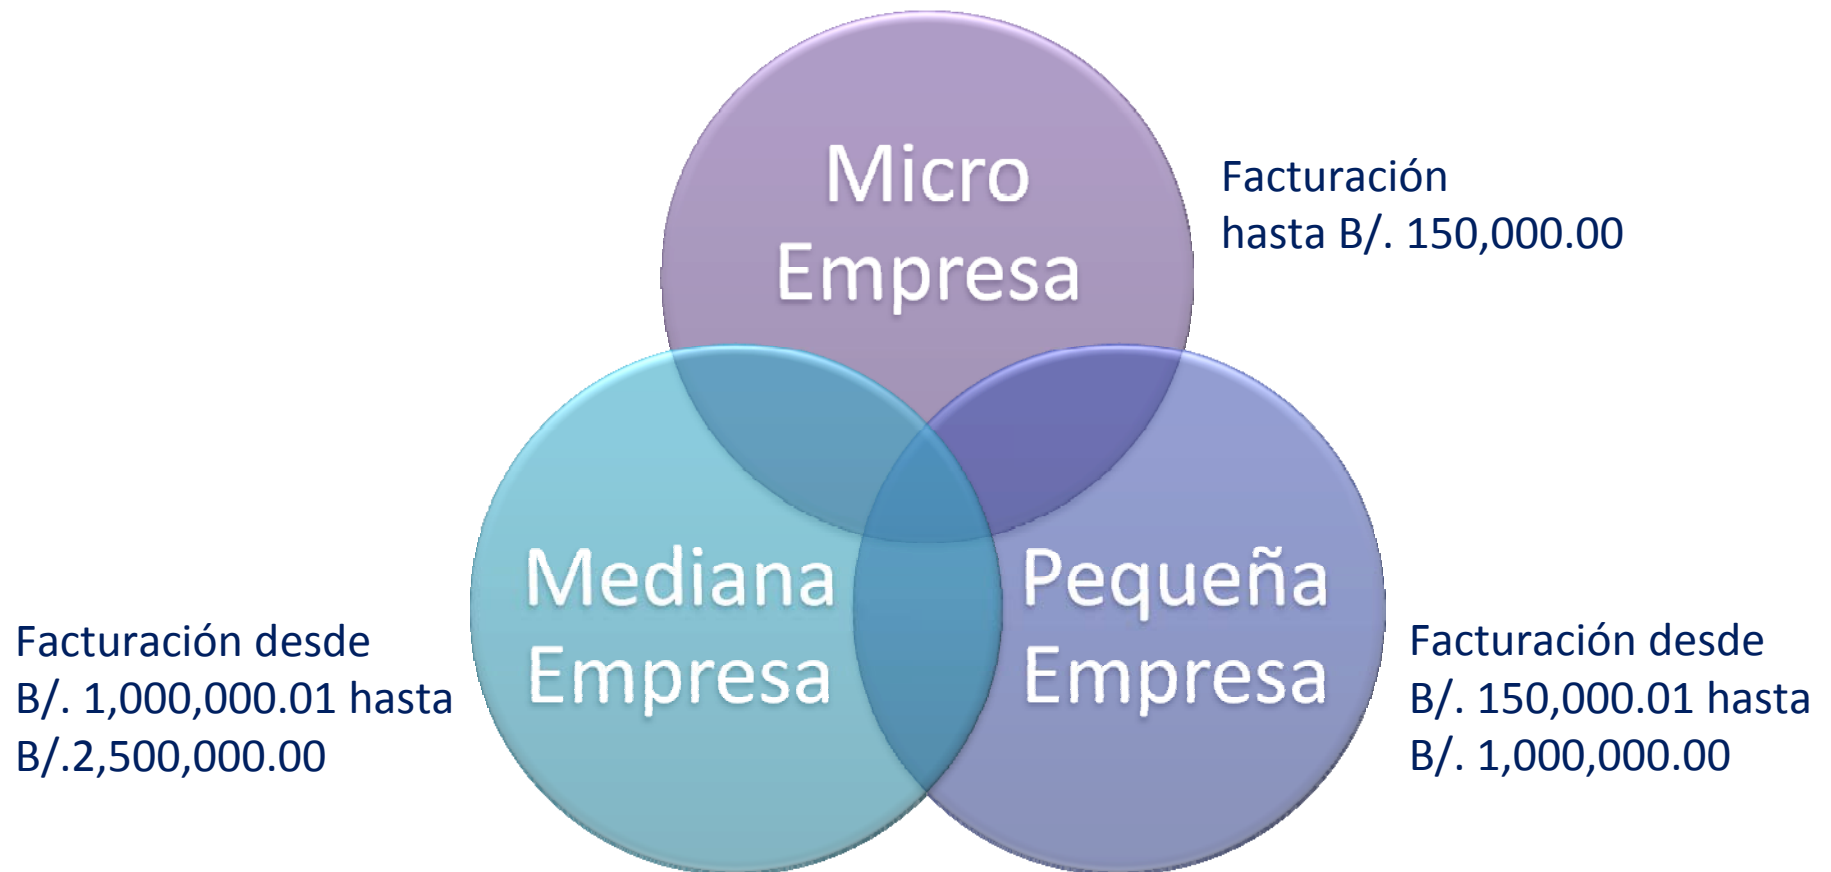 Micro
Empresa
Facturación
hasta B/. 150,000.00
Mediana
Empresa
Pequeña
Empresa
Facturación desde
B/. 1,000,000.01 hasta
B/.2,500,000.00
Facturación desde
B/. 150,000.01 hasta
B/. 1,000,000.00